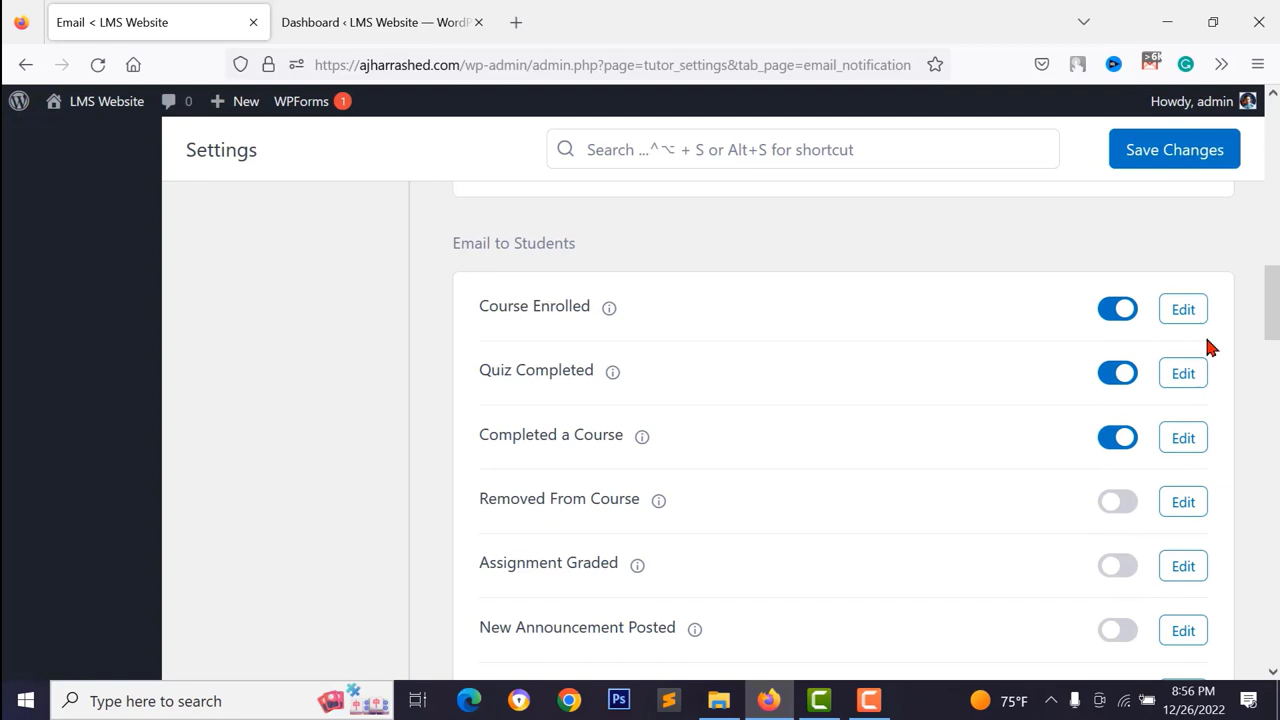 Email < LMS Website
Dashboard ‹ LMS Website — WordP
https://ajharrashed.com/wp-admin/admin.php?page=tutor_settings&tab_page=email_notification
LMS Website
0
New
WPForms
1
Howdy, admin
Settings
Search ...^⌥ + S or Alt+S for shortcut
Save Changes
Email to Students
Course Enrolled
Edit
Quiz Completed
Edit
Completed a Course
Edit
Removed From Course
Edit
Assignment Graded
Edit
New Announcement Posted
Edit
Type here to search
Ps
75°F
8:56 PM
12/26/2022